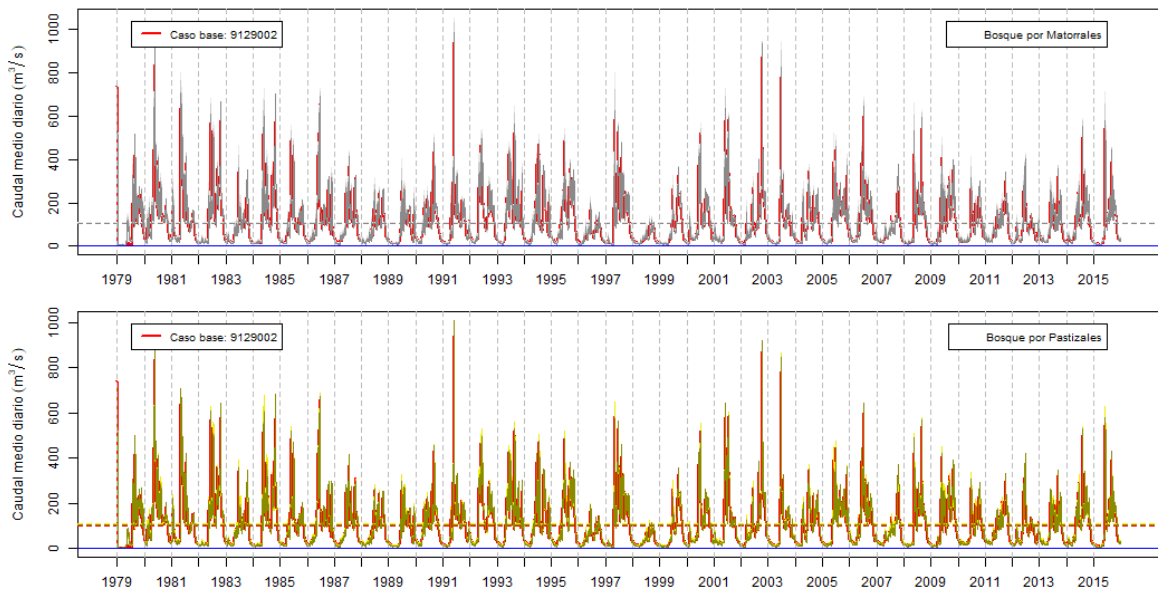 Caudal medio diario (m³/s)
0 200 400 600 800 1000
Caso base: 9129002
Bosque por Matorrales
1979 1981 1983 1985 1987 1989 1991 1993 1995 1997 1999 2001 2003 2005 2007 2009 2011 2013 2015
Caudal medio diario (m³/s)
0 200 400 600 800 1000
Caso base: 9129002
Bosque por Pastizales
1979 1981 1983 1985 1987 1989 1991 1993 1995 1997 1999 2001 2003 2005 2007 2009 2011 2013 2015